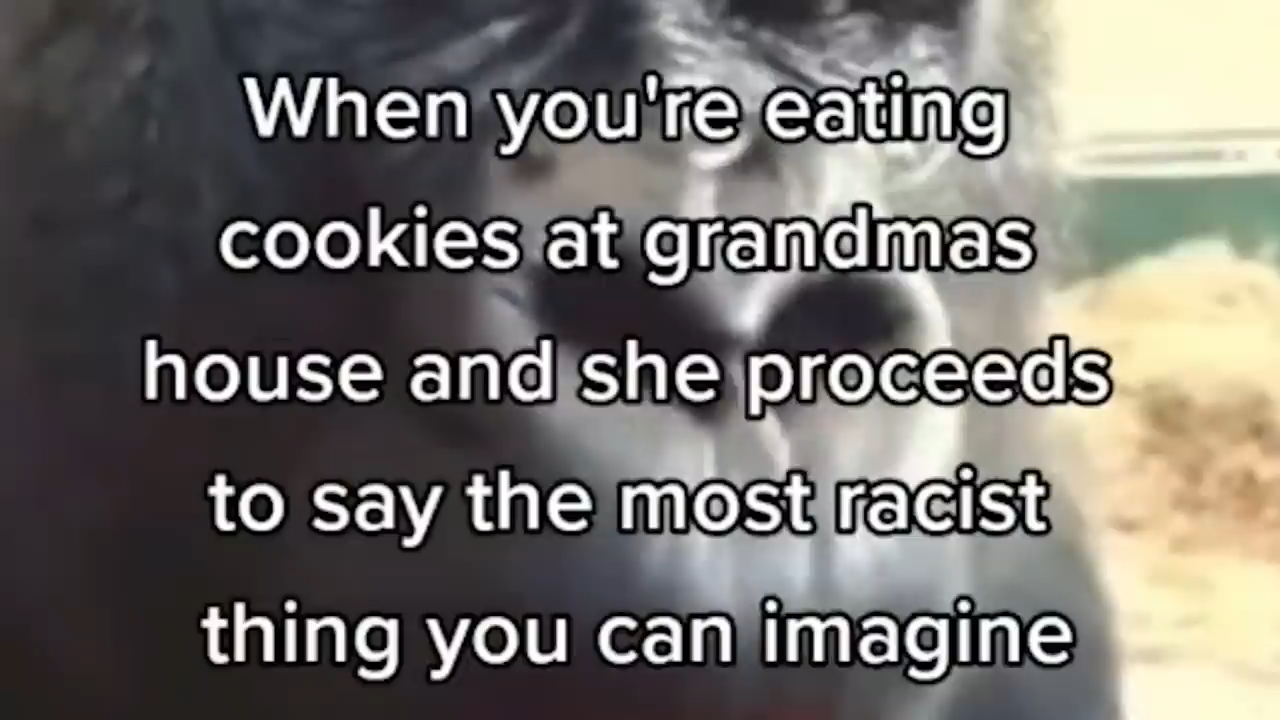 When you're eating
cookies at grandmas
house and she proceeds
to say the most racist
thing you can imagine